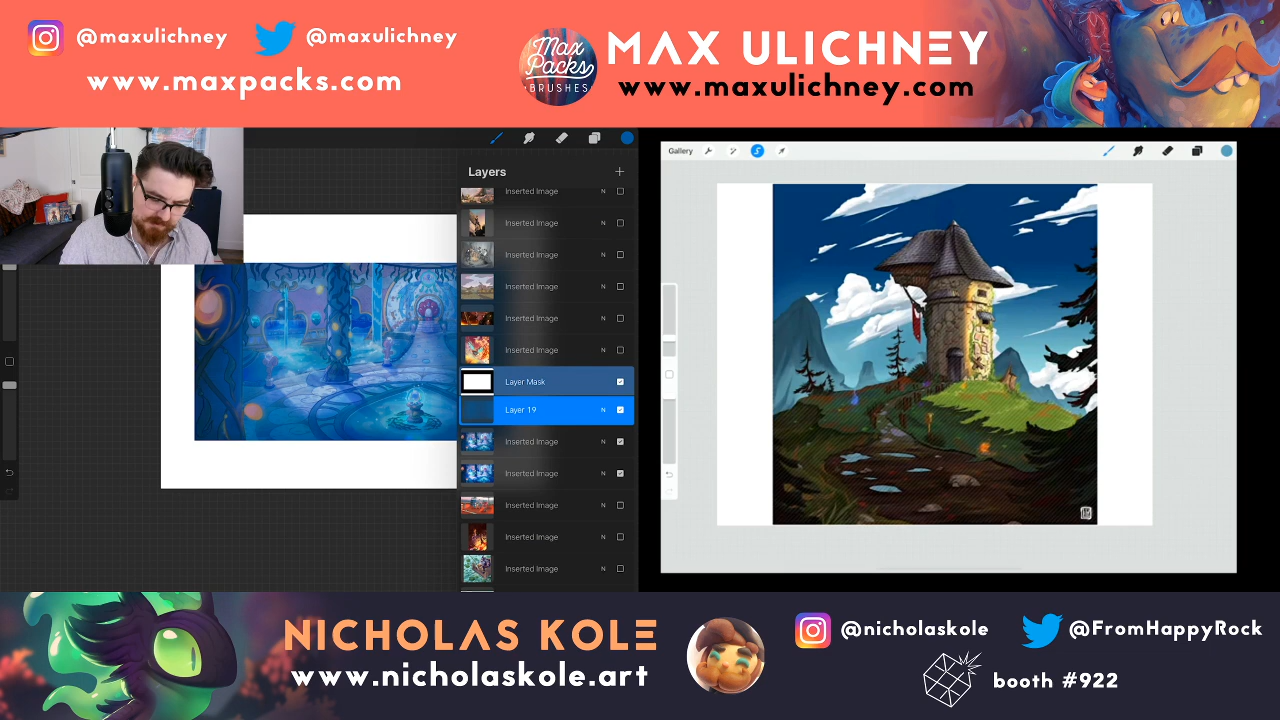 @maxulichney @maxulichney
www.maxpacks.com
Max
Packs
BRUSHES
MAX ULICHNEY
www.maxulichney.com
Layers
Inserted Image N
Inserted Image N
Inserted Image N
Inserted Image N
Inserted Image N
Inserted Image N
Layer Mask
Layer 19 N
Inserted Image N
Inserted Image N
Inserted Image N
Inserted Image N
Inserted Image N
Gallery
NICHOLAS KOLE
www.nicholaskole.art
@nicholaskole @FromHappyRock
booth #922